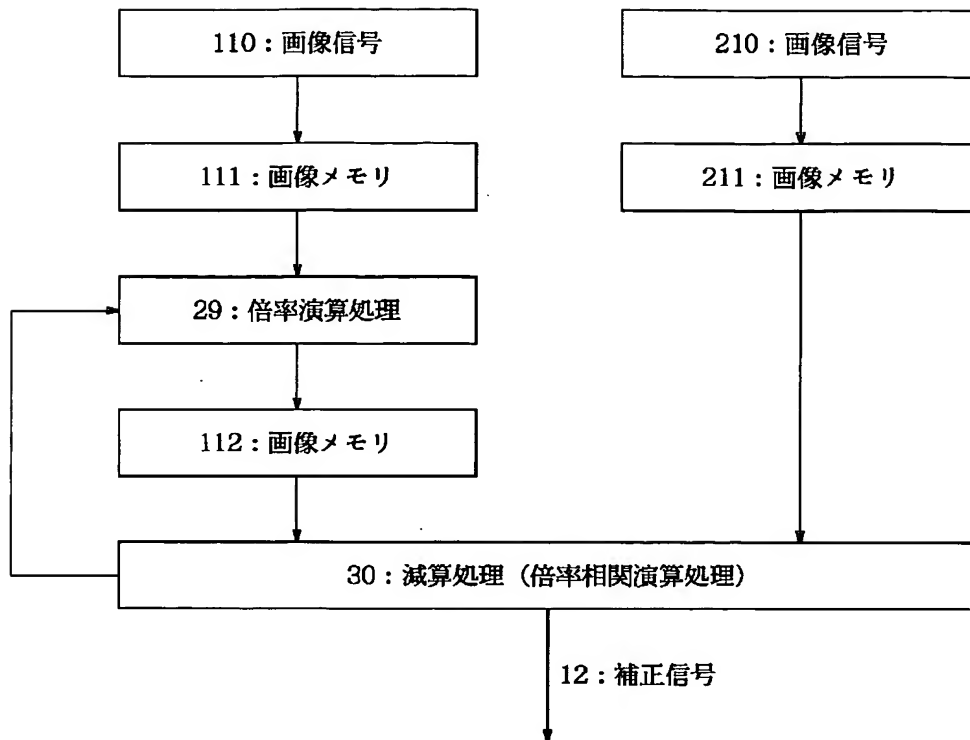 110：画像信号
210：画像信号
111：画像メモリ
211：画像メモリ
29：倍率演算処理
112：画像メモリ
30：減算処理（倍率相関演算処理）
12：補正信号